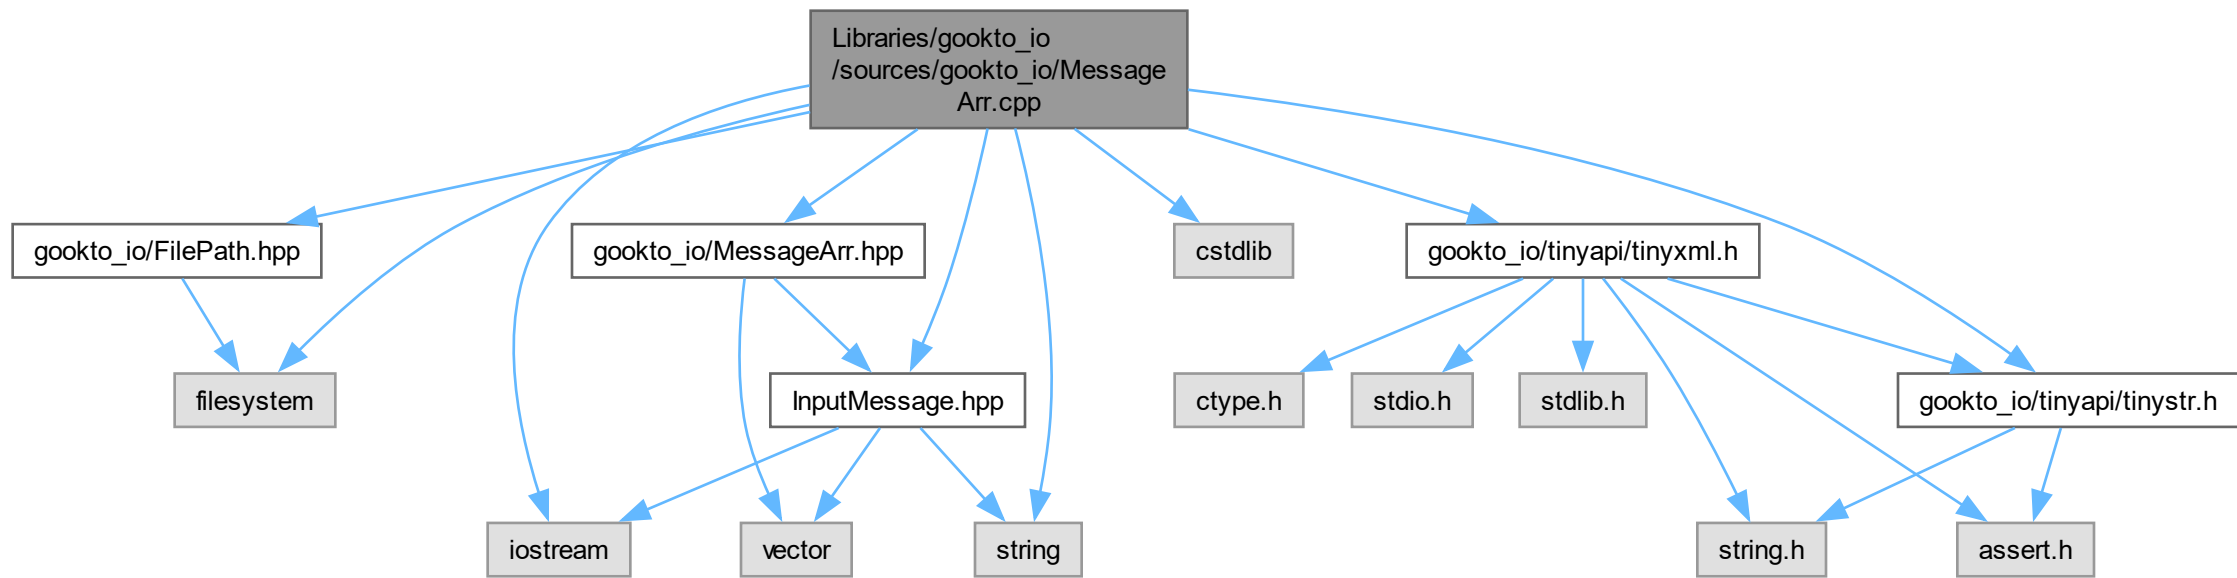 Libraries/gookto_io
/sources/gookto_io/Message
Arr.cpp
gookto_io/FilePath.hpp
gookto_io/MessageArr.hpp
cstdlib
gookto_io/tinyapi/tinyxml.h
filesystem
InputMessage.hpp
ctype.h
stdio.h
stdlib.h
gookto_io/tinyapi/tinystr.h
iostream
vector
string
string.h
assert.h